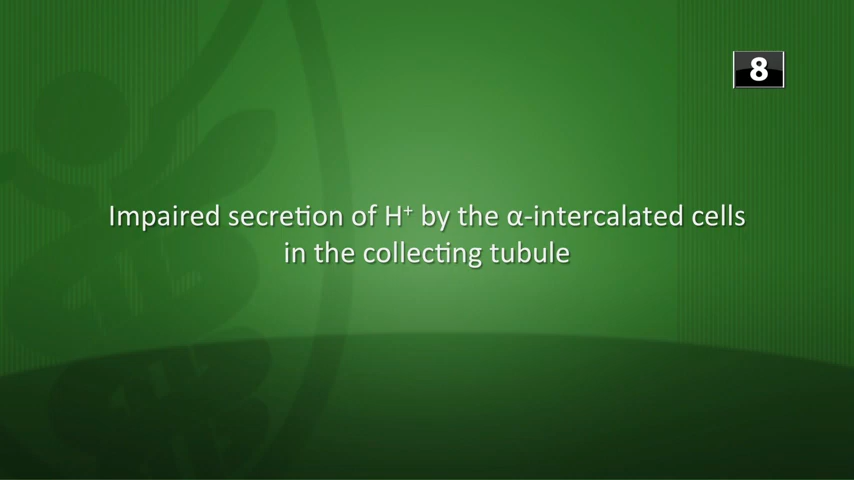 8
Impaired secretion of H⁺ by the α-intercalated cells
in the collecting tubule